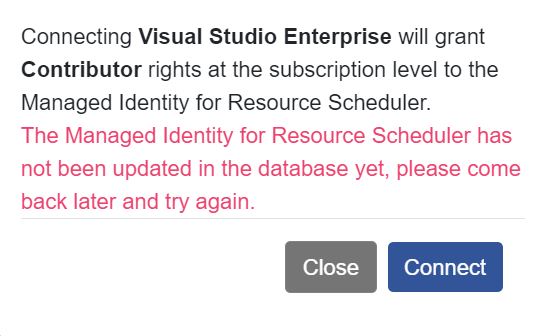 Connecting Visual Studio Enterprise will grant
Contributor rights at the subscription level to the
Managed Identity for Resource Scheduler.
The Managed Identity for Resource Scheduler has
not been updated in the database yet, please come
back later and try again.
Close Connect